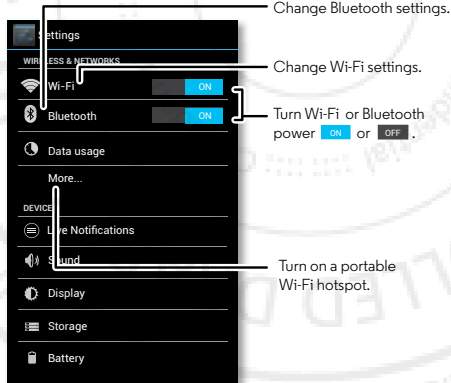 Change Bluetooth settings.
Settings
WIRELESS & NETWORKS
Wi-Fi
ON
Change Wi-Fi settings.
Bluetooth
ON
Turn Wi-Fi or Bluetooth
power ON or OFF .
Data usage
More...
DEVICE
Live Notifications
Sound
Turn on a portable
Wi-Fi hotspot.
Display
Storage
Battery